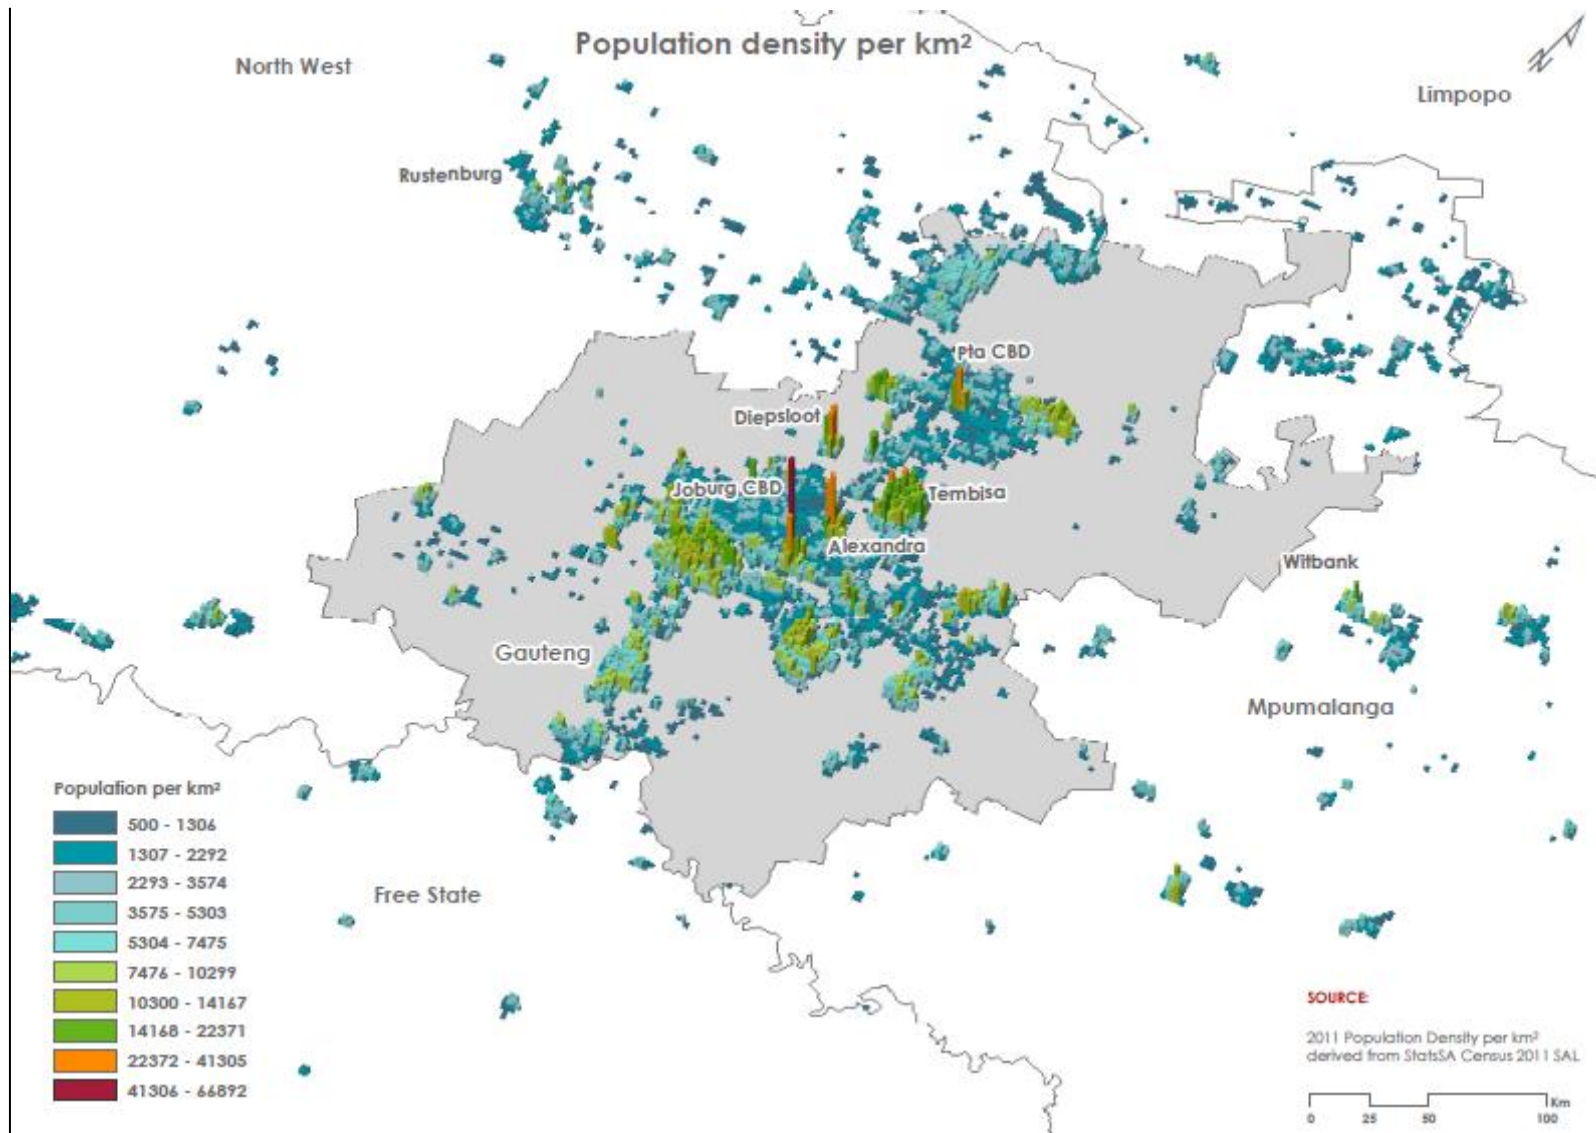 Population density per km²
North West
Limpopo
Rustenburg
Pta CBD
Diepsloot
Joburg CBD
Tembisa
Alexandra
Witbank
Gauteng
Mpumalanga
Free State
Population per km²
500 - 1306
1307 - 2292
2293 - 3574
3575 - 5303
5304 - 7475
7476 - 10299
10300 - 14167
14168 - 22371
22372 - 41305
41306 - 66892
SOURCE:
2011 Population Density per km²
derived from StatsSA Census 2011 SAL
Km
0 25 50 100
N